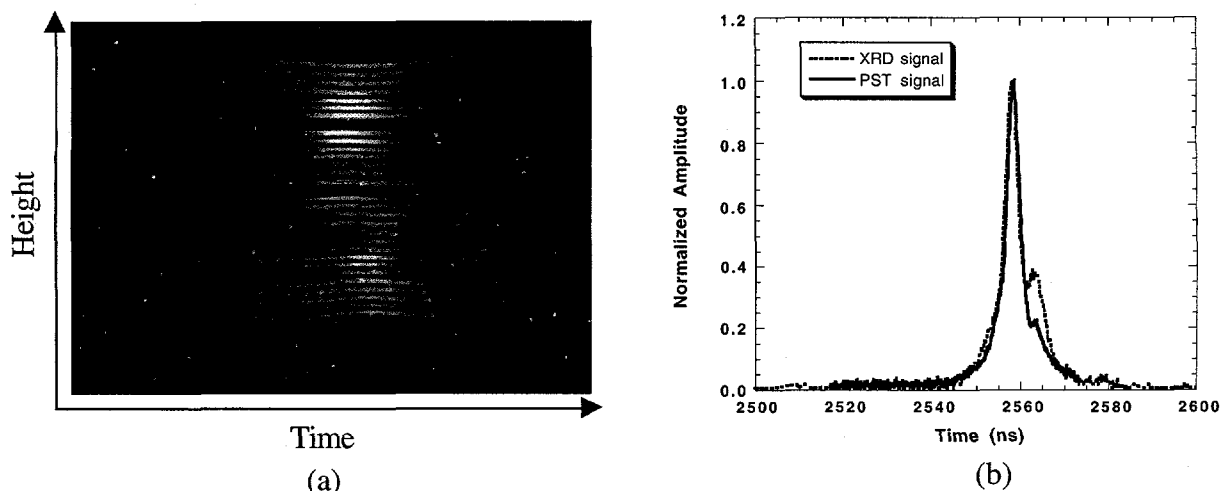 Height
Time
(a)
1.2
1.0
0.8
0.6
0.4
0.2
0.0
Normalized Amplitude
XRD signal
PST signal
2500 2520 2540 2560 2580 2600
Time (ns)
(b)